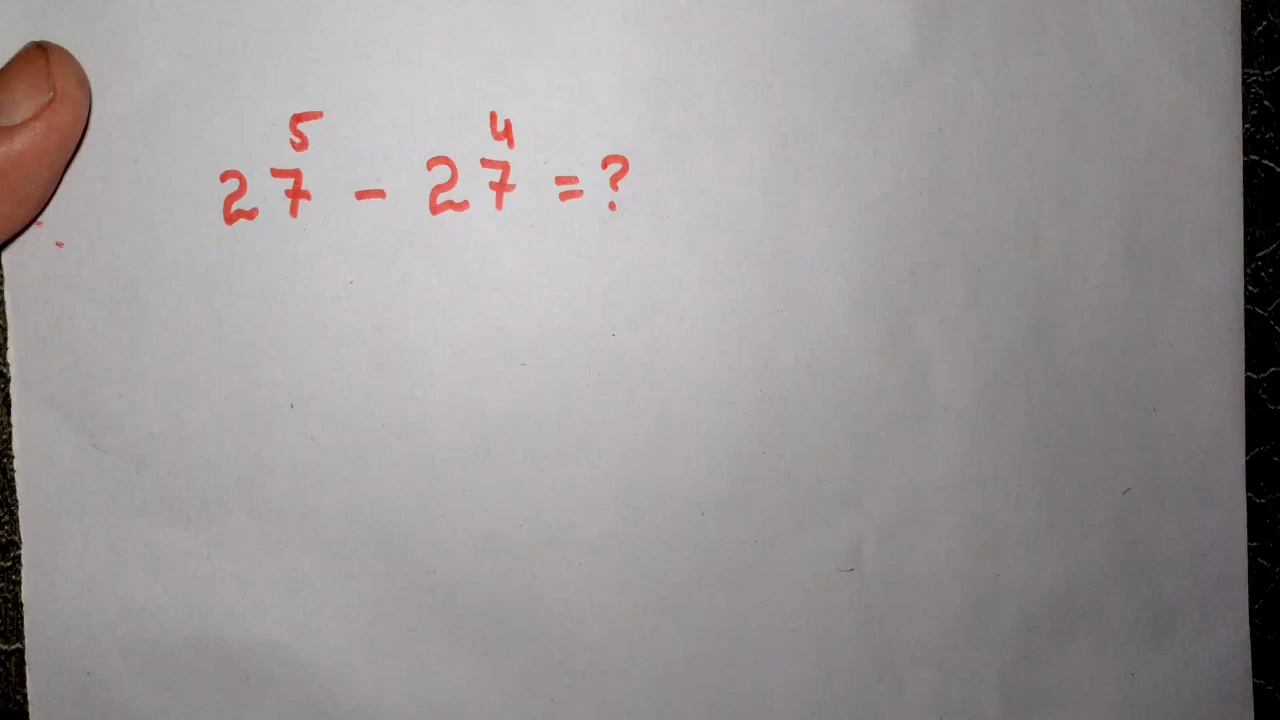 27⁵ - 27⁴ = ?